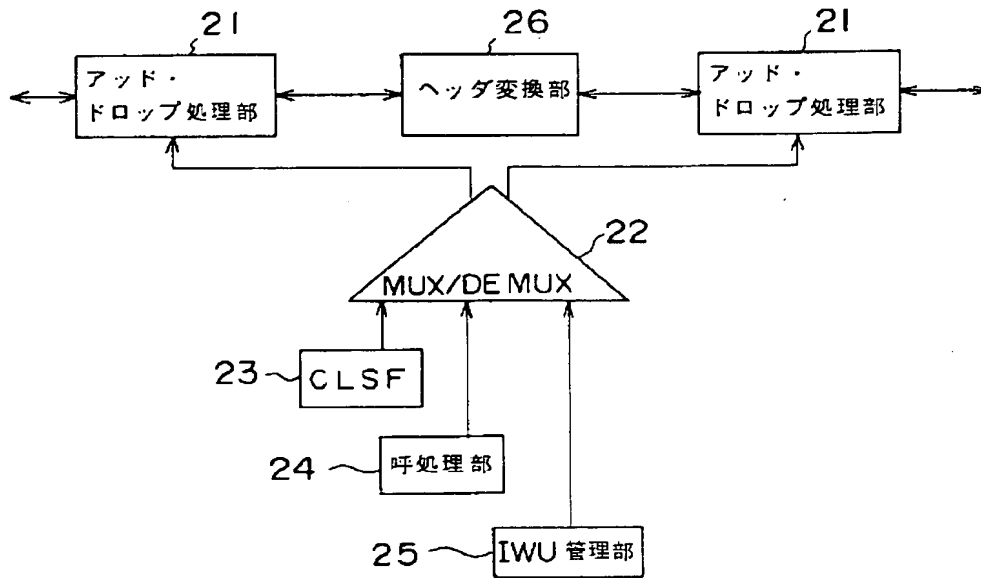 21
26
21
アッド・
ドロップ処理部
ヘッダ変換部
アッド・
ドロップ処理部
22
MUX/DEMUX
23
CLSF
24
呼処理部
25
IWU管理部